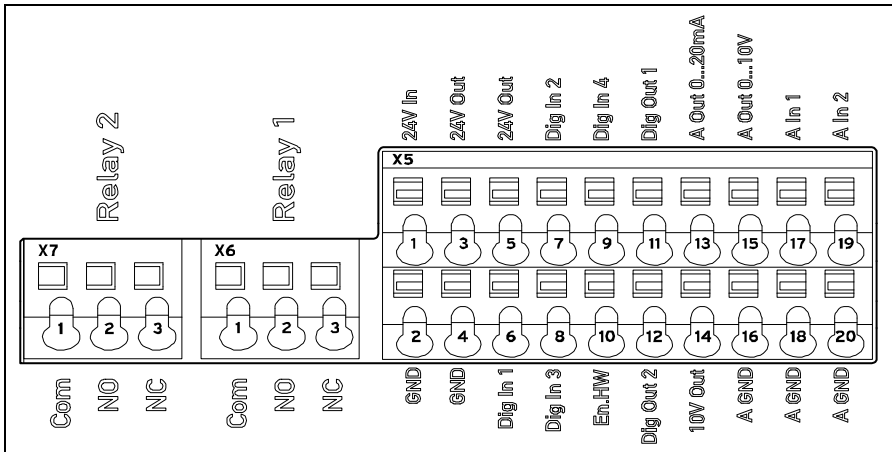 24V In
24V Out
24V Out
Dig In 2
Dig In 4
Dig Out 1
A Out 0...20mA
A Out 0...10V
A In 1
A In 2
Relay 2
Relay 1
X5
1 3 5 7 9 11 13 15 17 19
X7 X6
1 2 3 1 2 3 2 4 6 8 10 12 14 16 18 20
Com
NO
NC
Com
NO
NC
GND
GND
Dig In 1
Dig In 3
En.HW
Dig Out 2
10V Out
A GND
A GND
A GND